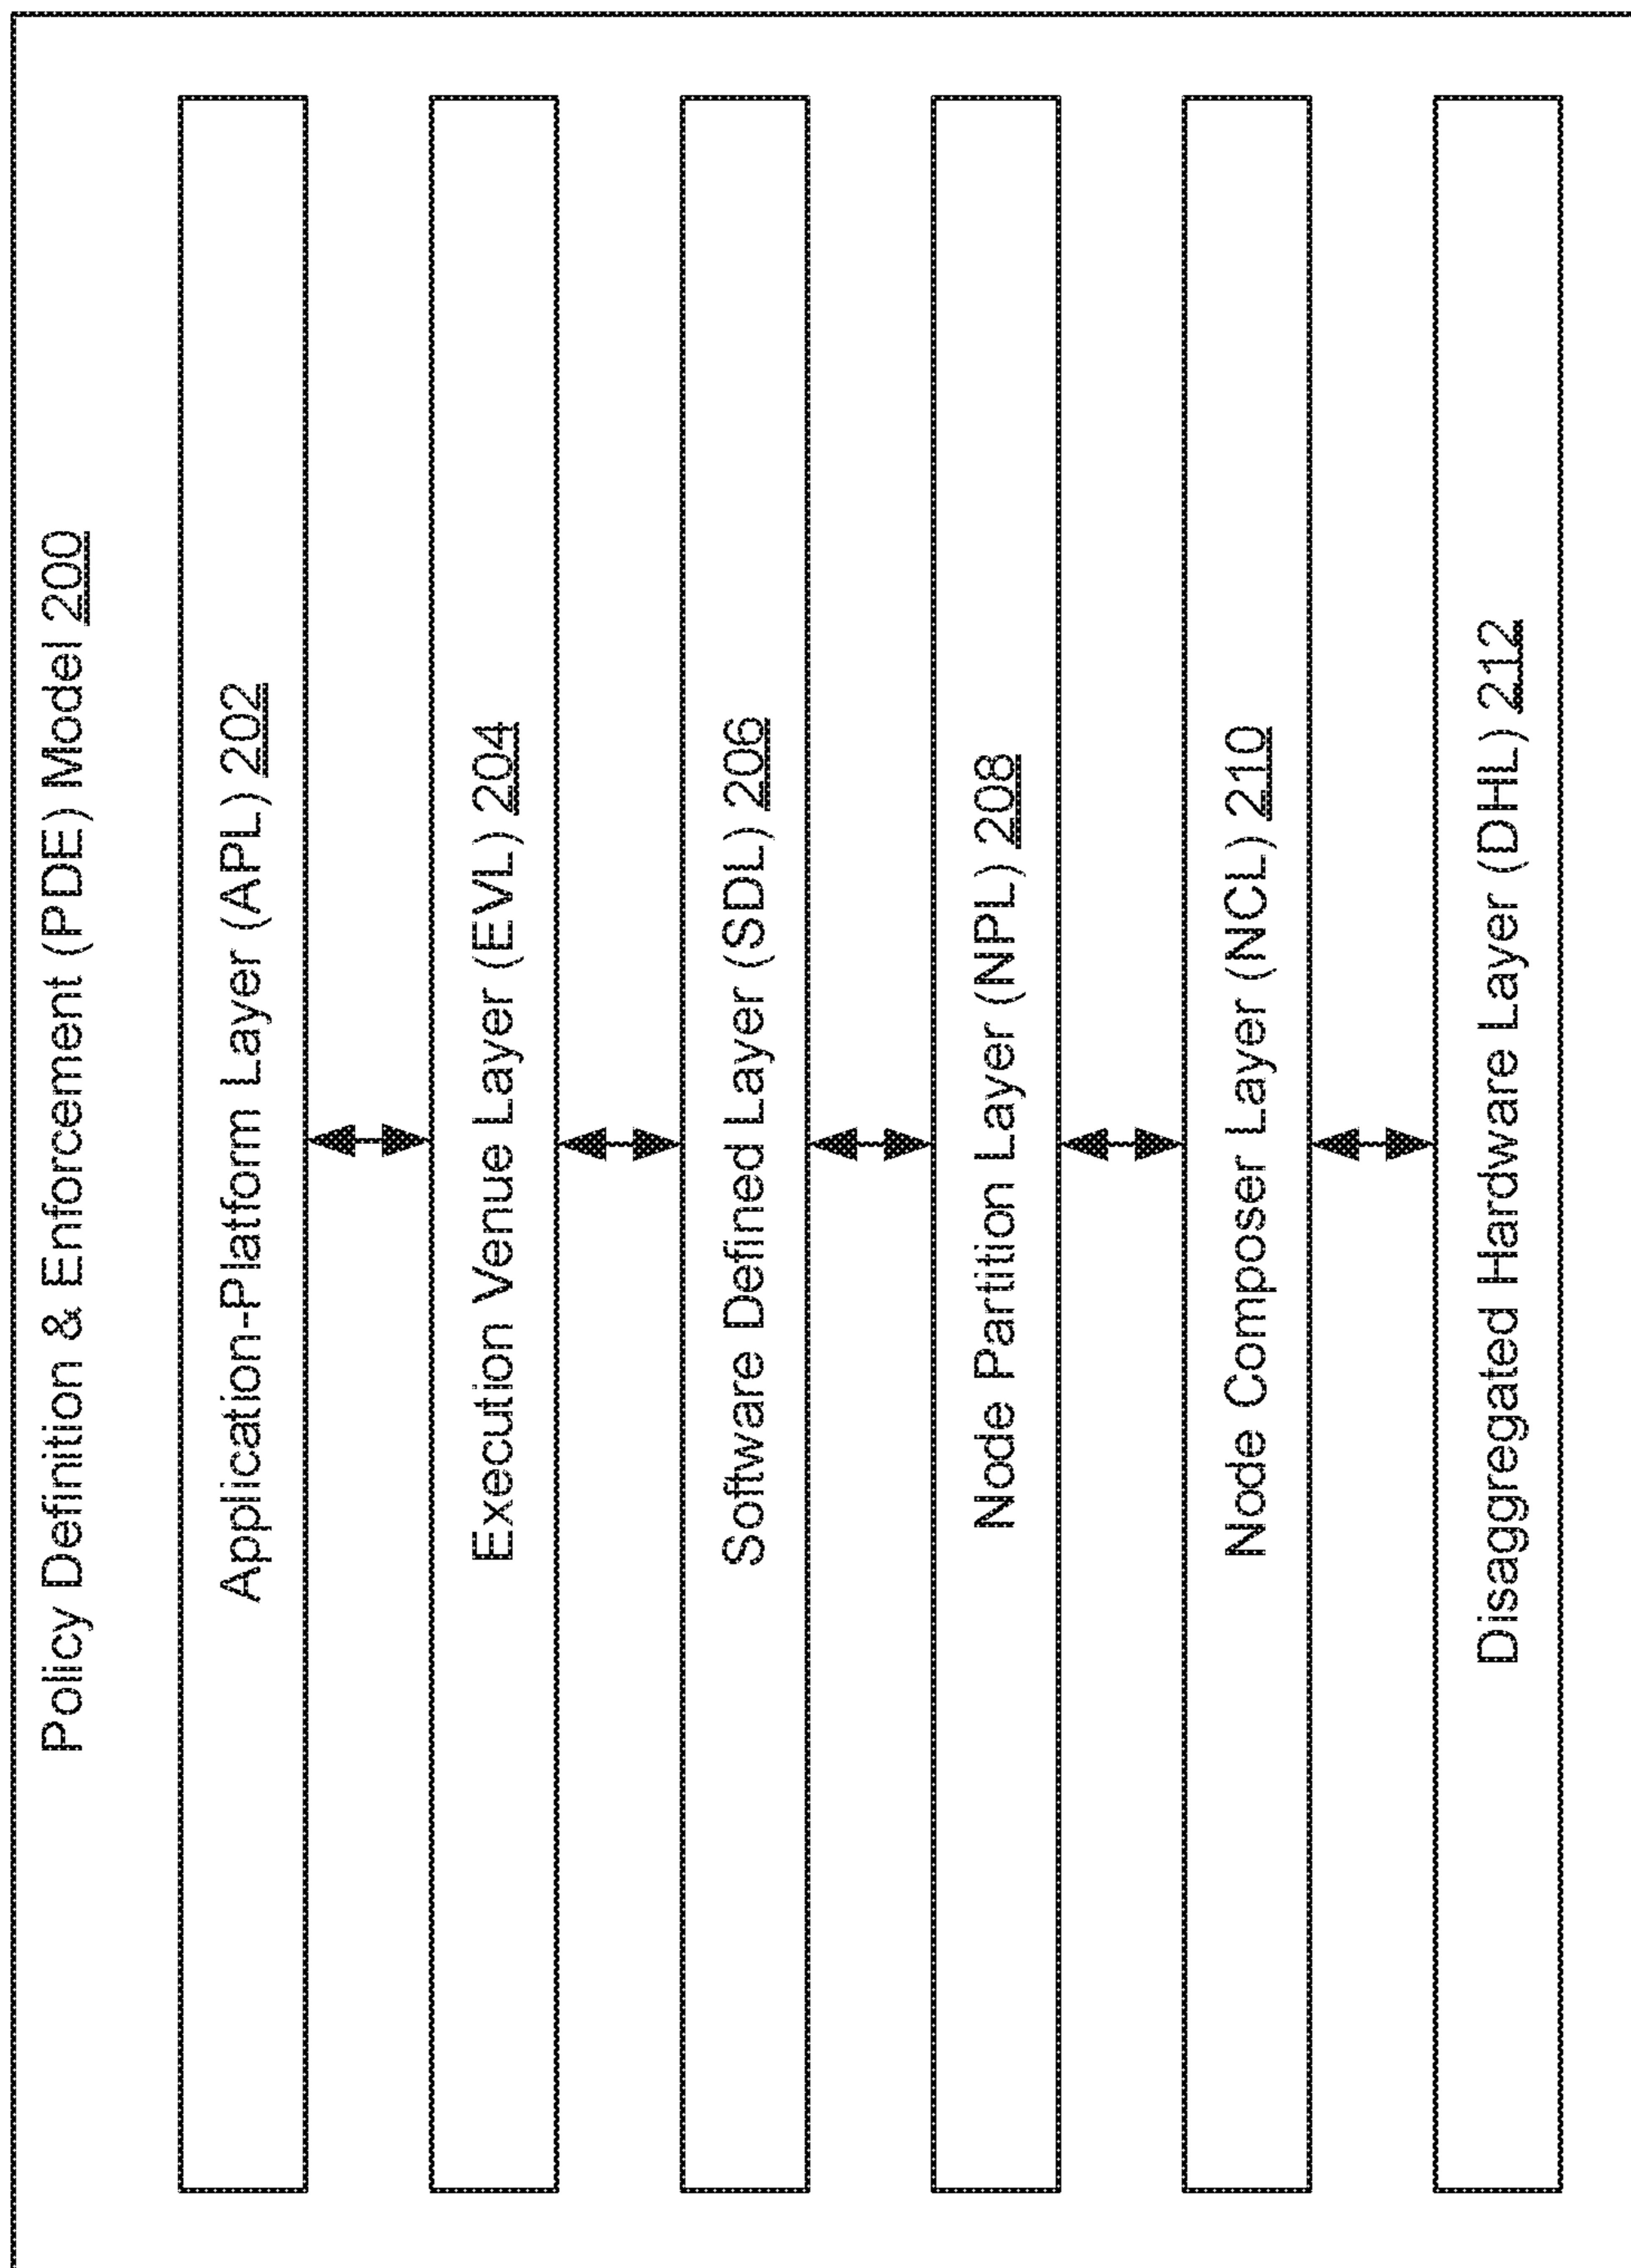 Policy Definition & Enforcement (PDE) Model 200
Application-Platform Layer (APL) 202
Execution Venue Layer (EVL) 204
Software Defined Layer (SDL) 206
Node Partition Layer (NPL) 208
Node Composer Layer (NCL) 210
Disaggregated Hardware Layer (DHL) 212